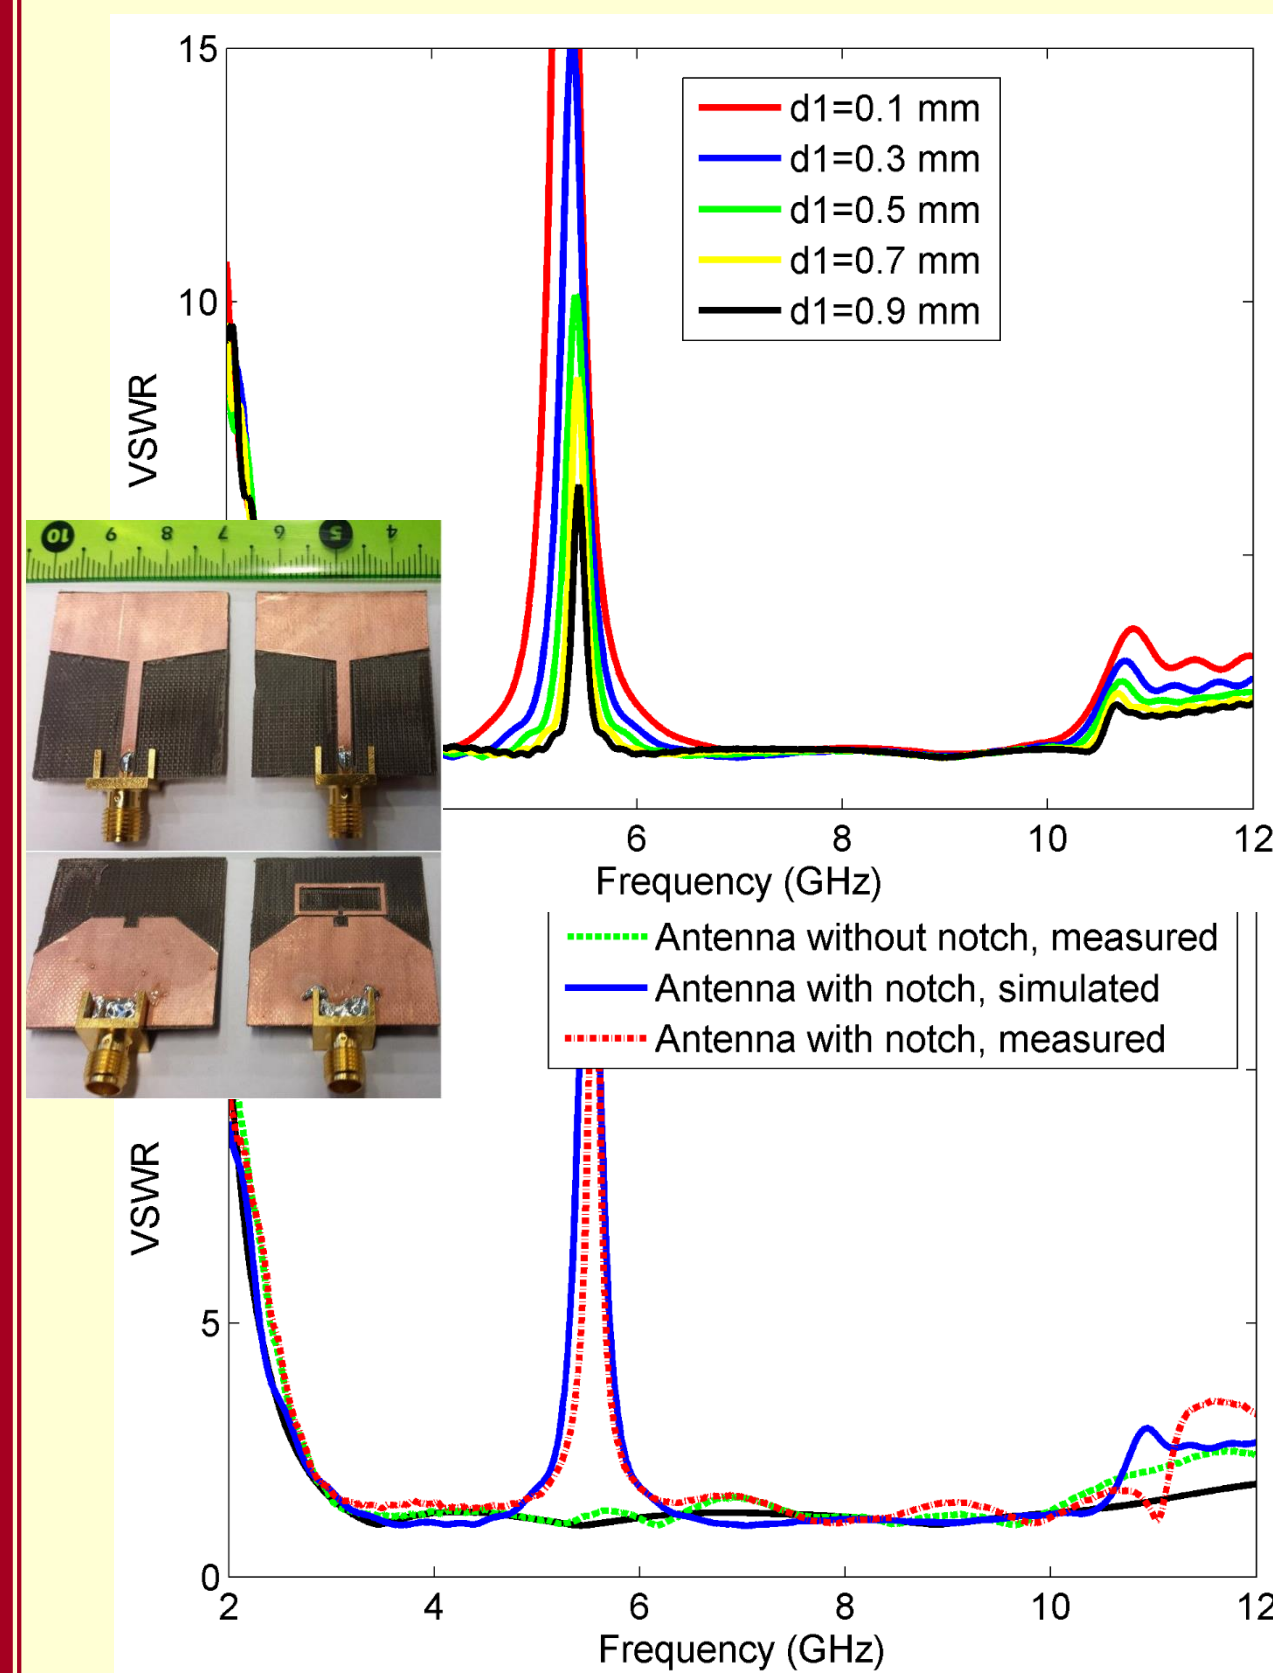 15
d1=0.1 mm
d1=0.3 mm
d1=0.5 mm
d1=0.7 mm
d1=0.9 mm
10
VSWR
10 9 8 7 6 5 4
6 8 10 12
Frequency (GHz)
Antenna without notch, measured
Antenna with notch, simulated
Antenna with notch, measured
VSWR
5
0
2 4 6 8 10 12
Frequency (GHz)